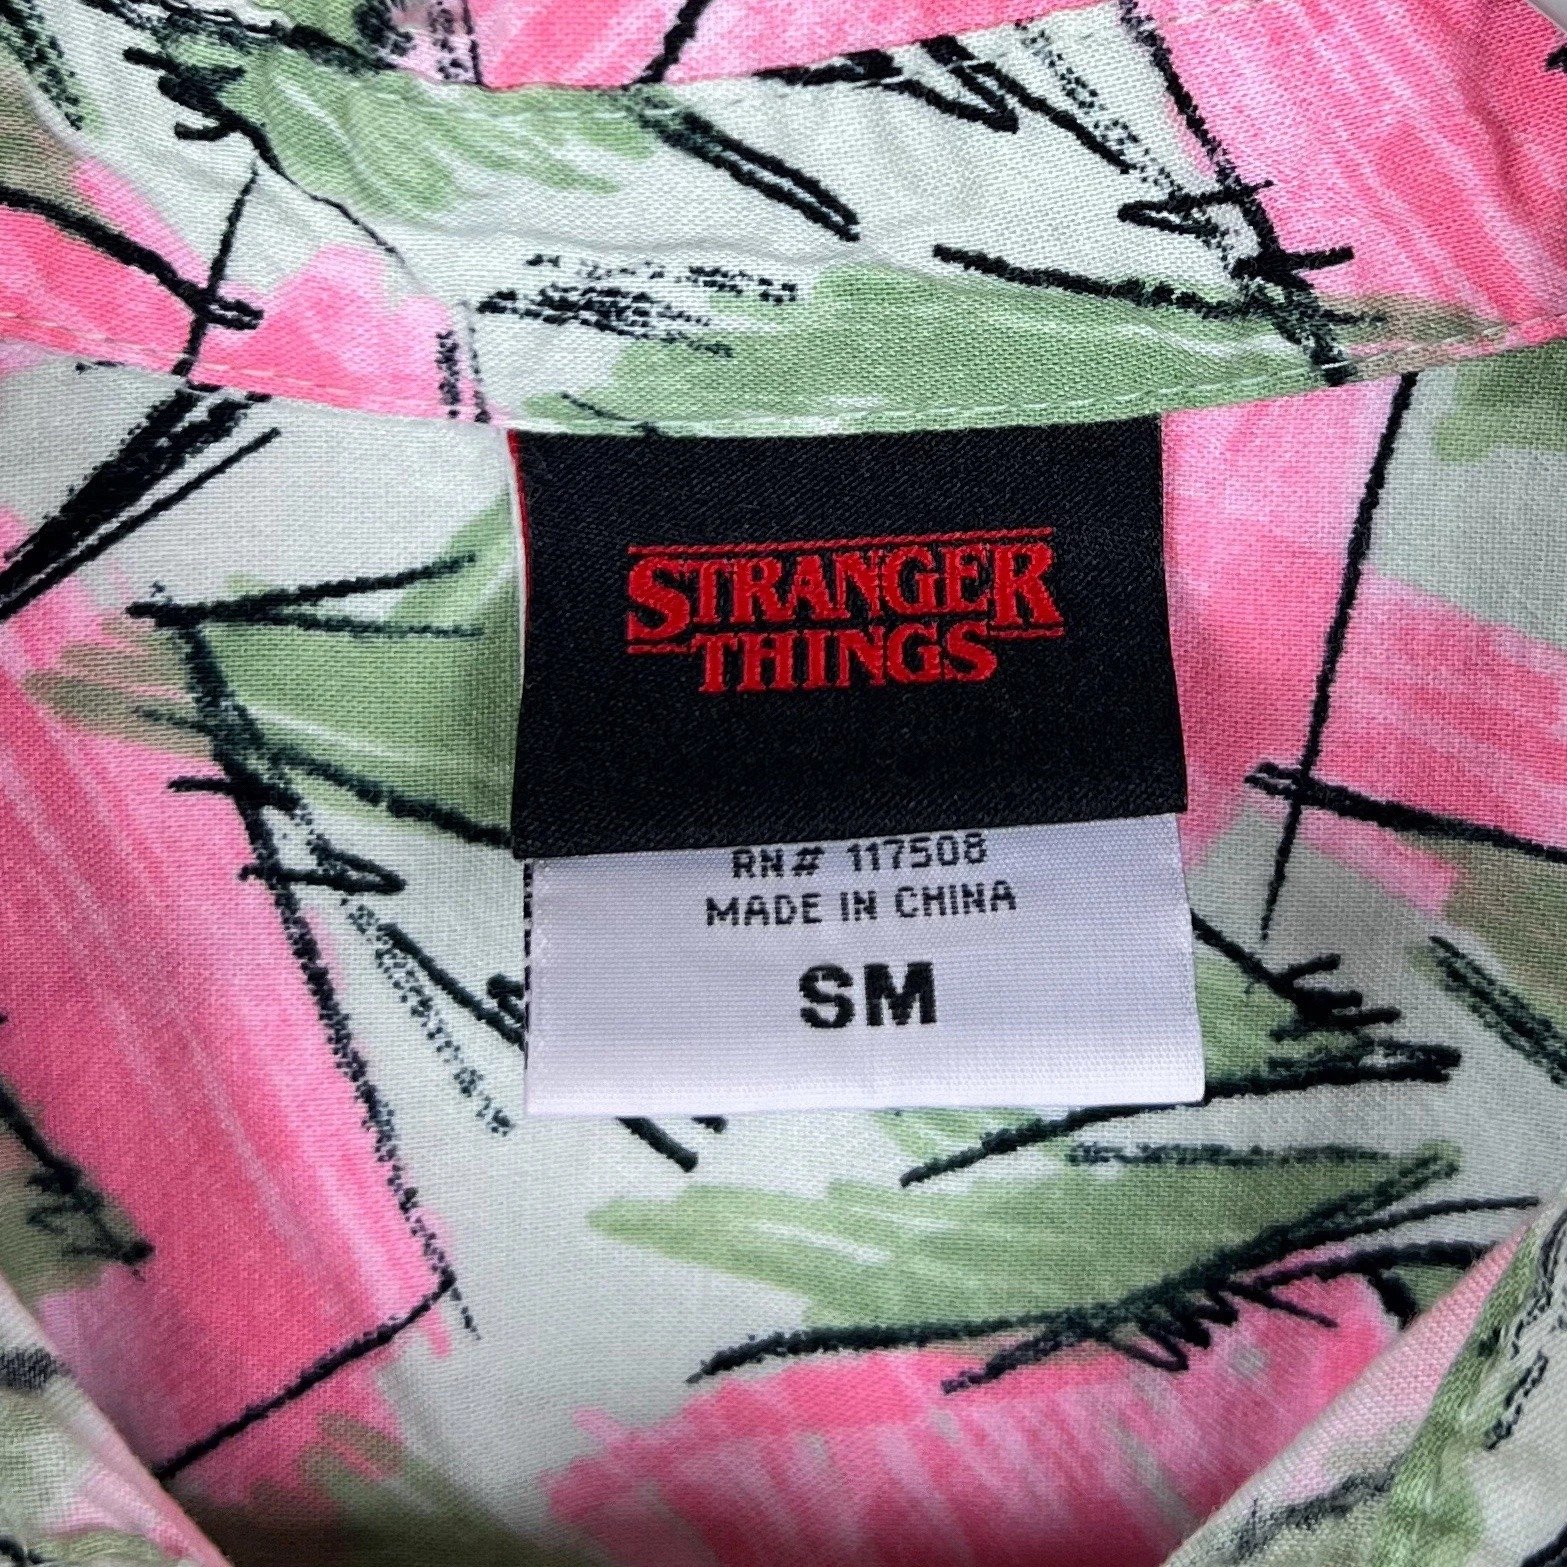 STRANGER
THINGS
RN# 117508
MADE IN CHINA
SM